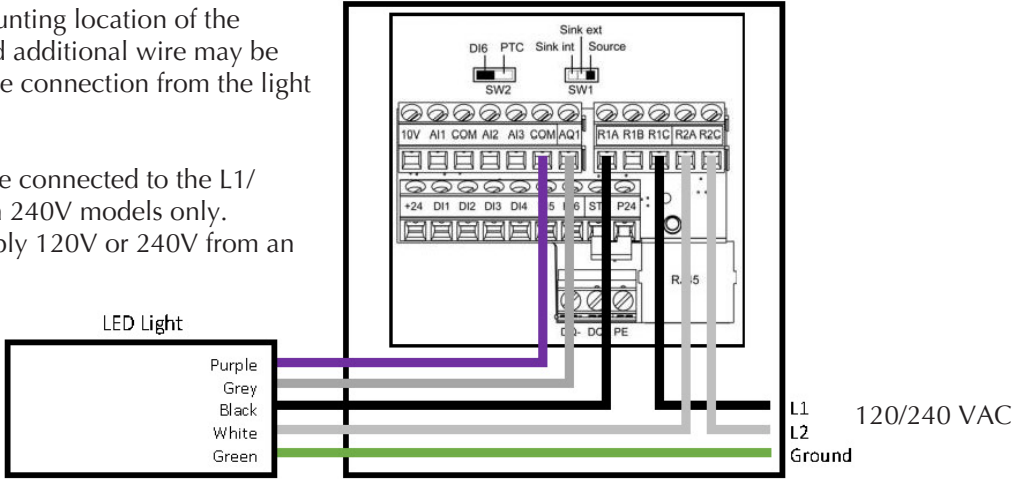 unting location of the
d additional wire may be
e connection from the light
e connected to the L1/
n 240V models only.
ply 120V or 240V from an
Sink ext
DI6 PTC Sink int Source
SW2 SW1
10V AI1 COM AI2 AI3 COM AQ1 R1A R1B R1C R2A R2C
+24 DI1 DI2 DI3 DI4 P24
PE
LED Light
Purple
Grey
Black
White
Green
L1
L2
Ground
120/240 VAC